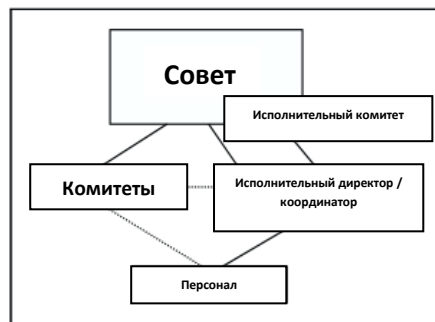 Совет
Исполнительный комитет
Комитеты
Исполнительный директор /
координатор
Персонал